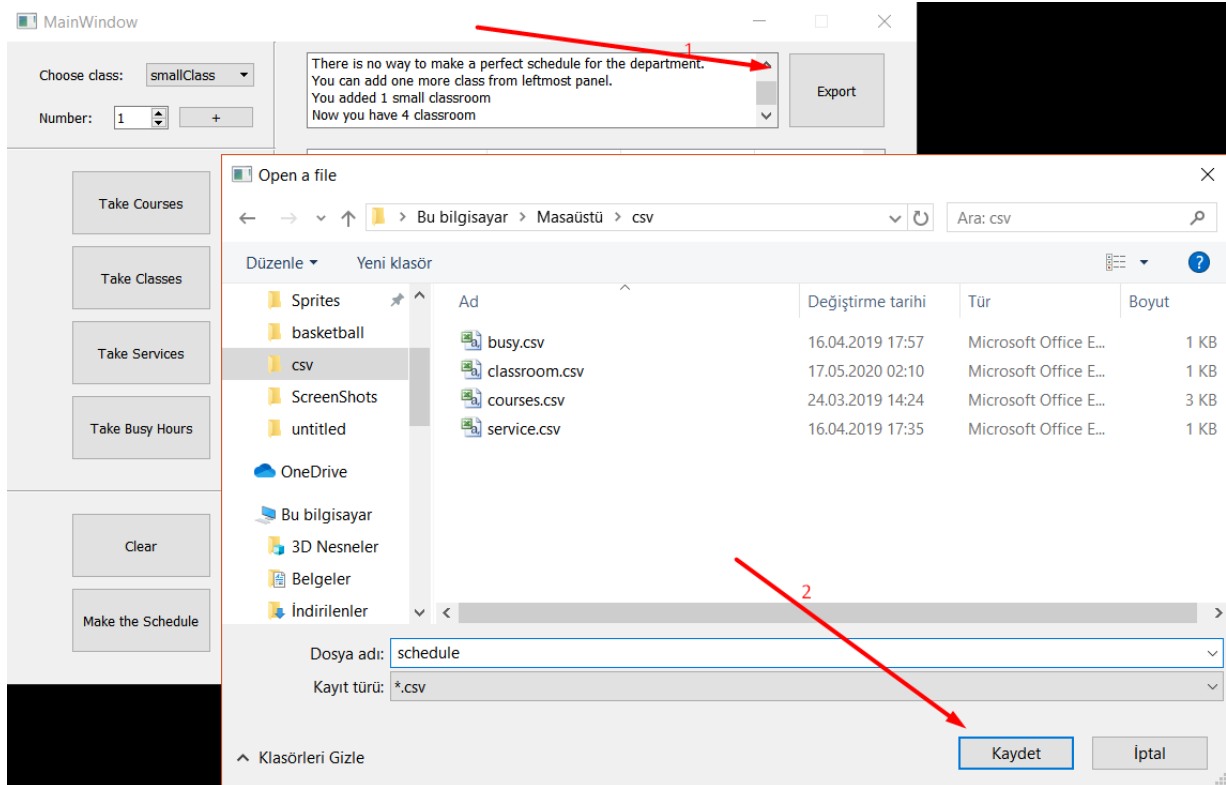 MainWindow
Choose class: smallClass
Number: 1 +
There is no way to make a perfect schedule for the department.
You can add one more class from leftmost panel.
You added 1 small classroom
Now you have 4 classroom
1
Export
Take Courses
Take Classes
Take Services
Take Busy Hours
Clear
Make the Schedule
Open a file
> Bu bilgisayar > Masaüstü > csv
Ara: csv
Düzenle Yeni klasör
?
Sprites
basketball
csv
ScreenShots
untitled
OneDrive
Bu bilgisayar
3D Nesneler
Belgeler
İndirilenler
Ad Değiştirme tarihi Tür Boyut
busy.csv 16.04.2019 17:57 Microsoft Office E... 1 KB
classroom.csv 17.05.2020 02:10 Microsoft Office E... 1 KB
courses.csv 24.03.2019 14:24 Microsoft Office E... 3 KB
service.csv 16.04.2019 17:35 Microsoft Office E... 1 KB
2
Dosya adı: schedule
Kayıt türü: *.csv
Klasörleri Gizle
Kaydet
İptal